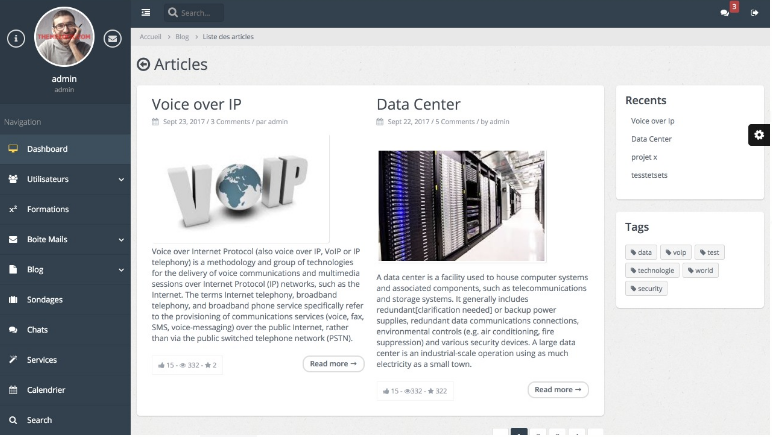 Search...
3
THEMELOCK.COM
admin
admin
Navigation
Dashboard
Utilisateurs
Formations
Boite Mails
Blog
Sondages
Chats
Services
Calendrier
Search
Accueil > Blog > Liste des articles
Articles
Voice over IP
Sept 23, 2017 / 3 Comments / par admin
VOIP
Voice over Internet Protocol (also voice over IP, VoIP or IP
telephony) is a methodology and group of technologies
for the delivery of voice communications and multimedia
sessions over Internet Protocol (IP) networks, such as the
Internet. The terms Internet telephony, broadband
telephony, and broadband phone service specifically refer
to the provisioning of communications services (voice, fax,
SMS, voice-messaging) over the public Internet, rather
than via the public switched telephone network (PSTN).
15 - 332 - 2
Read more →
Data Center
Sept 22, 2017 / 5 Comments / by admin
A data center is a facility used to house computer systems
and associated components, such as telecommunications
and storage systems. It generally includes
redundant[clarification needed] or backup power
supplies, redundant data communications connections,
environmental controls (e.g. air conditioning, fire
suppression) and various security devices. A large data
center is an industrial-scale operation using as much
electricity as a small town.
15 - 332 - 322
Read more →
Recents
Voice over ip
Data Center
projet x
tesstetsets
Tags
data voip test
technologie world
security